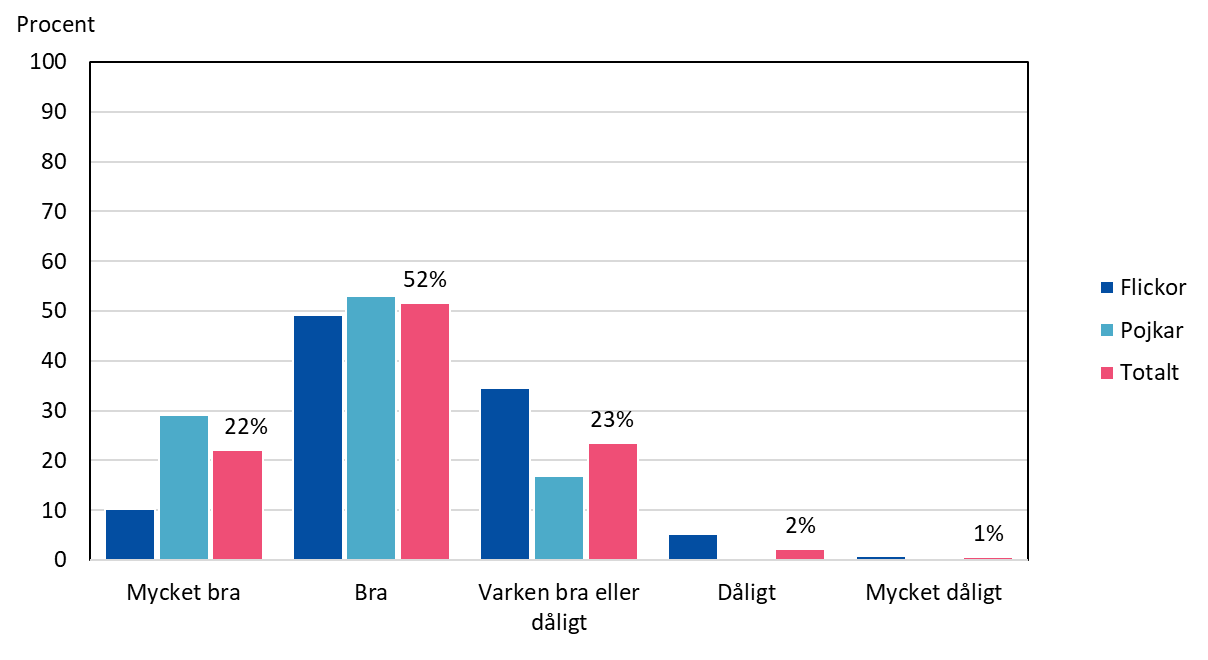 Procent
100
90
80
70
60
50
40
30
20
10
0
22%
52%
23%
2%
1%
Mycket bra
Bra
Varken bra eller
dåligt
Dåligt
Mycket dåligt
Flickor
Pojkar
Totalt